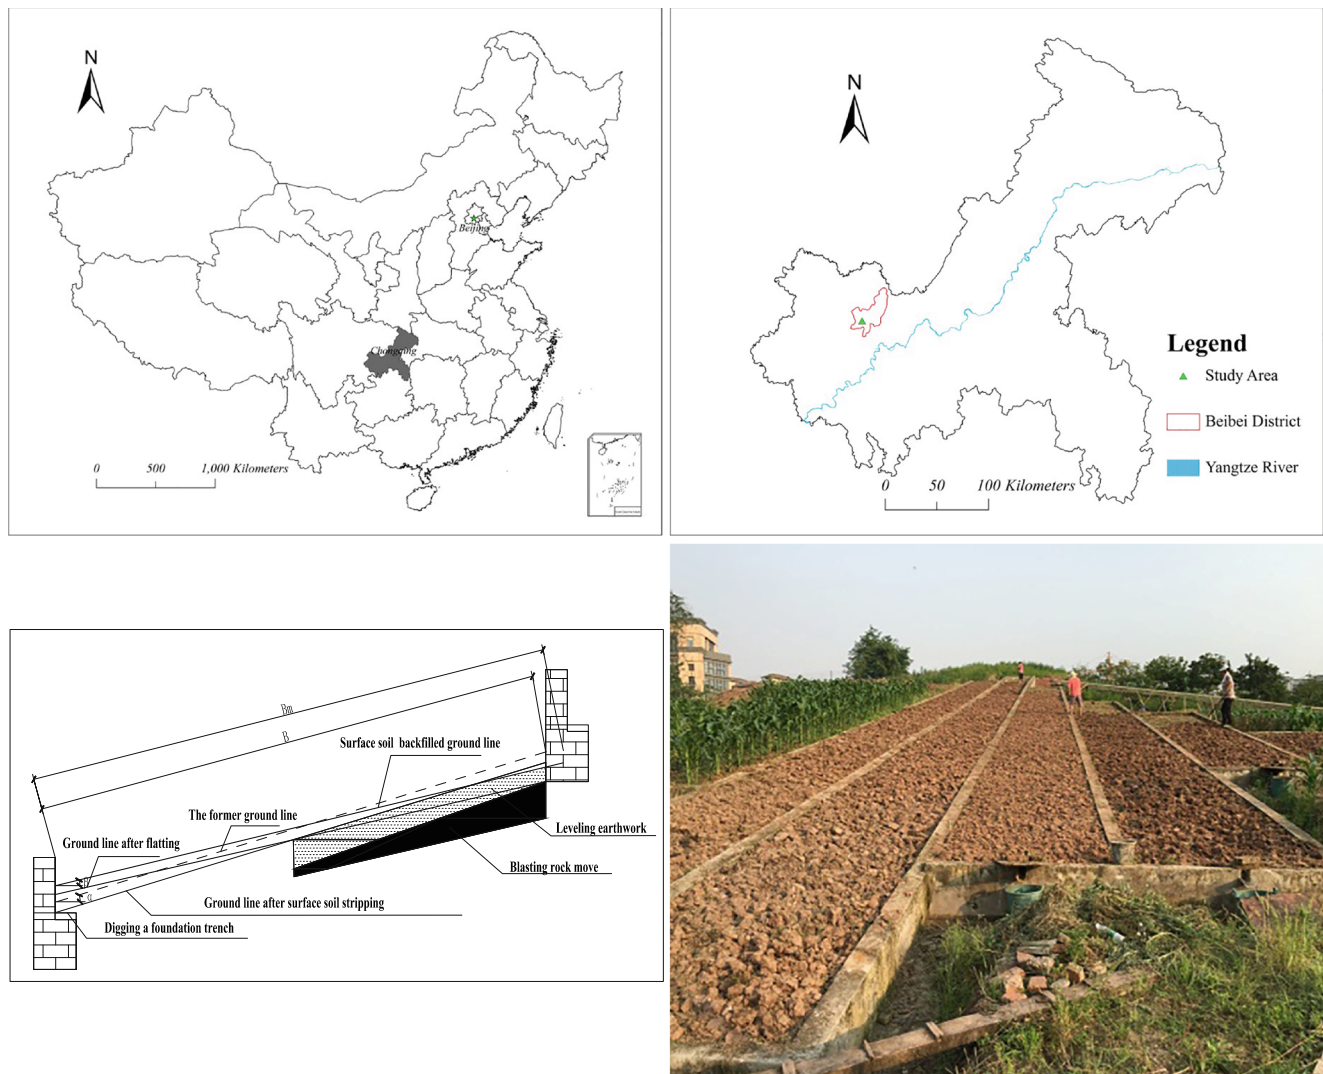 N
Beijing
Chongqing
0 500 1,000 Kilometers
N
Legend
Study Area
Beibei District
Yangtze River
0 50 100 Kilometers
Bm
B
Surface soil backfilled ground line
The former ground line
Ground line after flatting
Leveling earthwork
Blasting rock move
Ground line after surface soil stripping
Digging a foundation trench
α